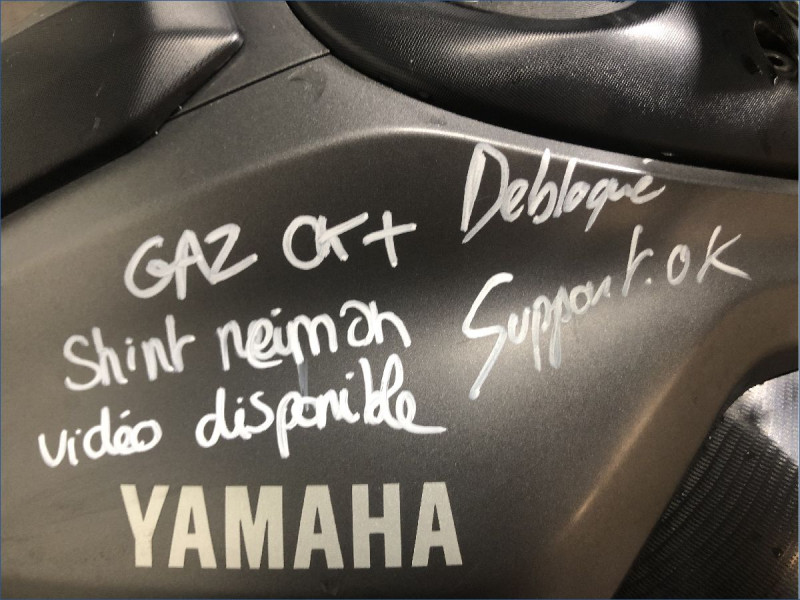 GAZ OK+
Shint neiman
vidéo disponible
Debloqué
Support.OK
YAMAHA